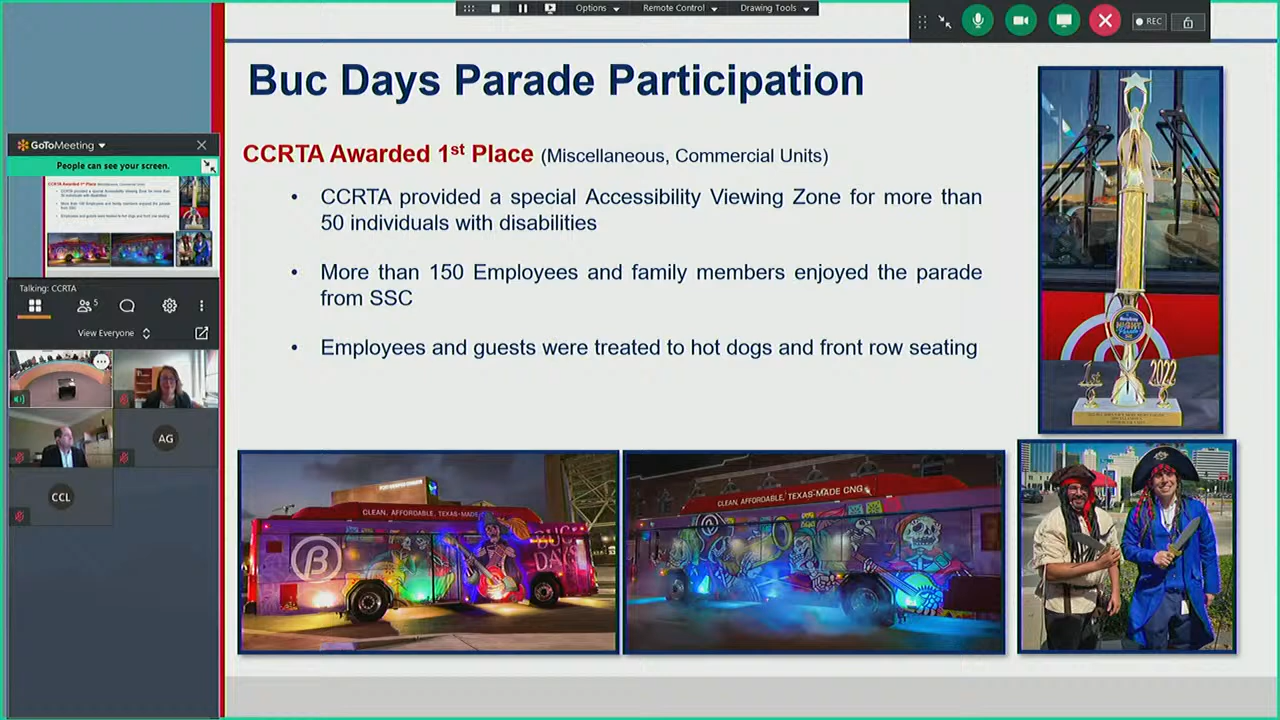 Options
Remote Control
Drawing Tools
REC
Buc Days Parade Participation
GoToMeeting
People can see your screen.
CCRTA Awarded 1st Place (Miscellaneous, Commercial Units)
• CCRTA provided a special Accessibility Viewing Zone for more than
50 individuals with disabilities
• More than 150 Employees and family members enjoyed the parade
from SSC
• Employees and guests were treated to hot dogs and front row seating
Talking: CCRTA
5
View Everyone
AG
CCL
NIGHT
1st 2022
CLEAN, AFFORDABLE, TEXAS-MADE
BUC
DAYS
CLEAN, AFFORDABLE, TEXAS-MADE CNG